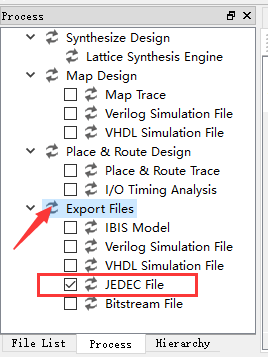 Process
Synthesize Design
Lattice Synthesis Engine
Map Design
Map Trace
Verilog Simulation File
VHDL Simulation File
Place & Route Design
Place & Route Trace
I/O Timing Analysis
Export Files
IBIS Model
Verilog Simulation File
VHDL Simulation File
JEDEC File
Bitstream File
File List Process Hierarchy